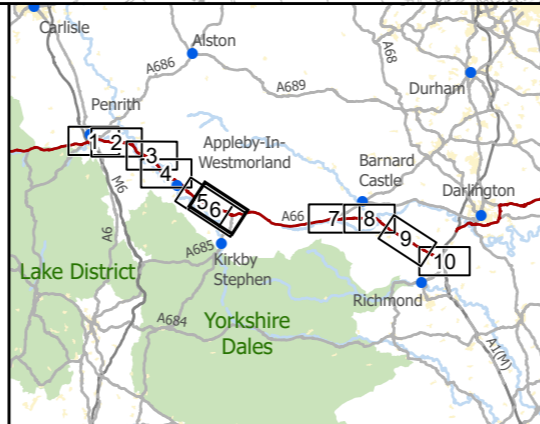 Carlisle
Alston
A68
A686
A689
Durham
Penrith
1
2
3
4
5
6
Appleby-In-
Westmorland
Barnard
Castle
Darlington
M6
A6
A66
7
8
9
10
A685
Kirkby
Stephen
Lake District
Richmond
A684
Yorkshire
Dales
A1(M)